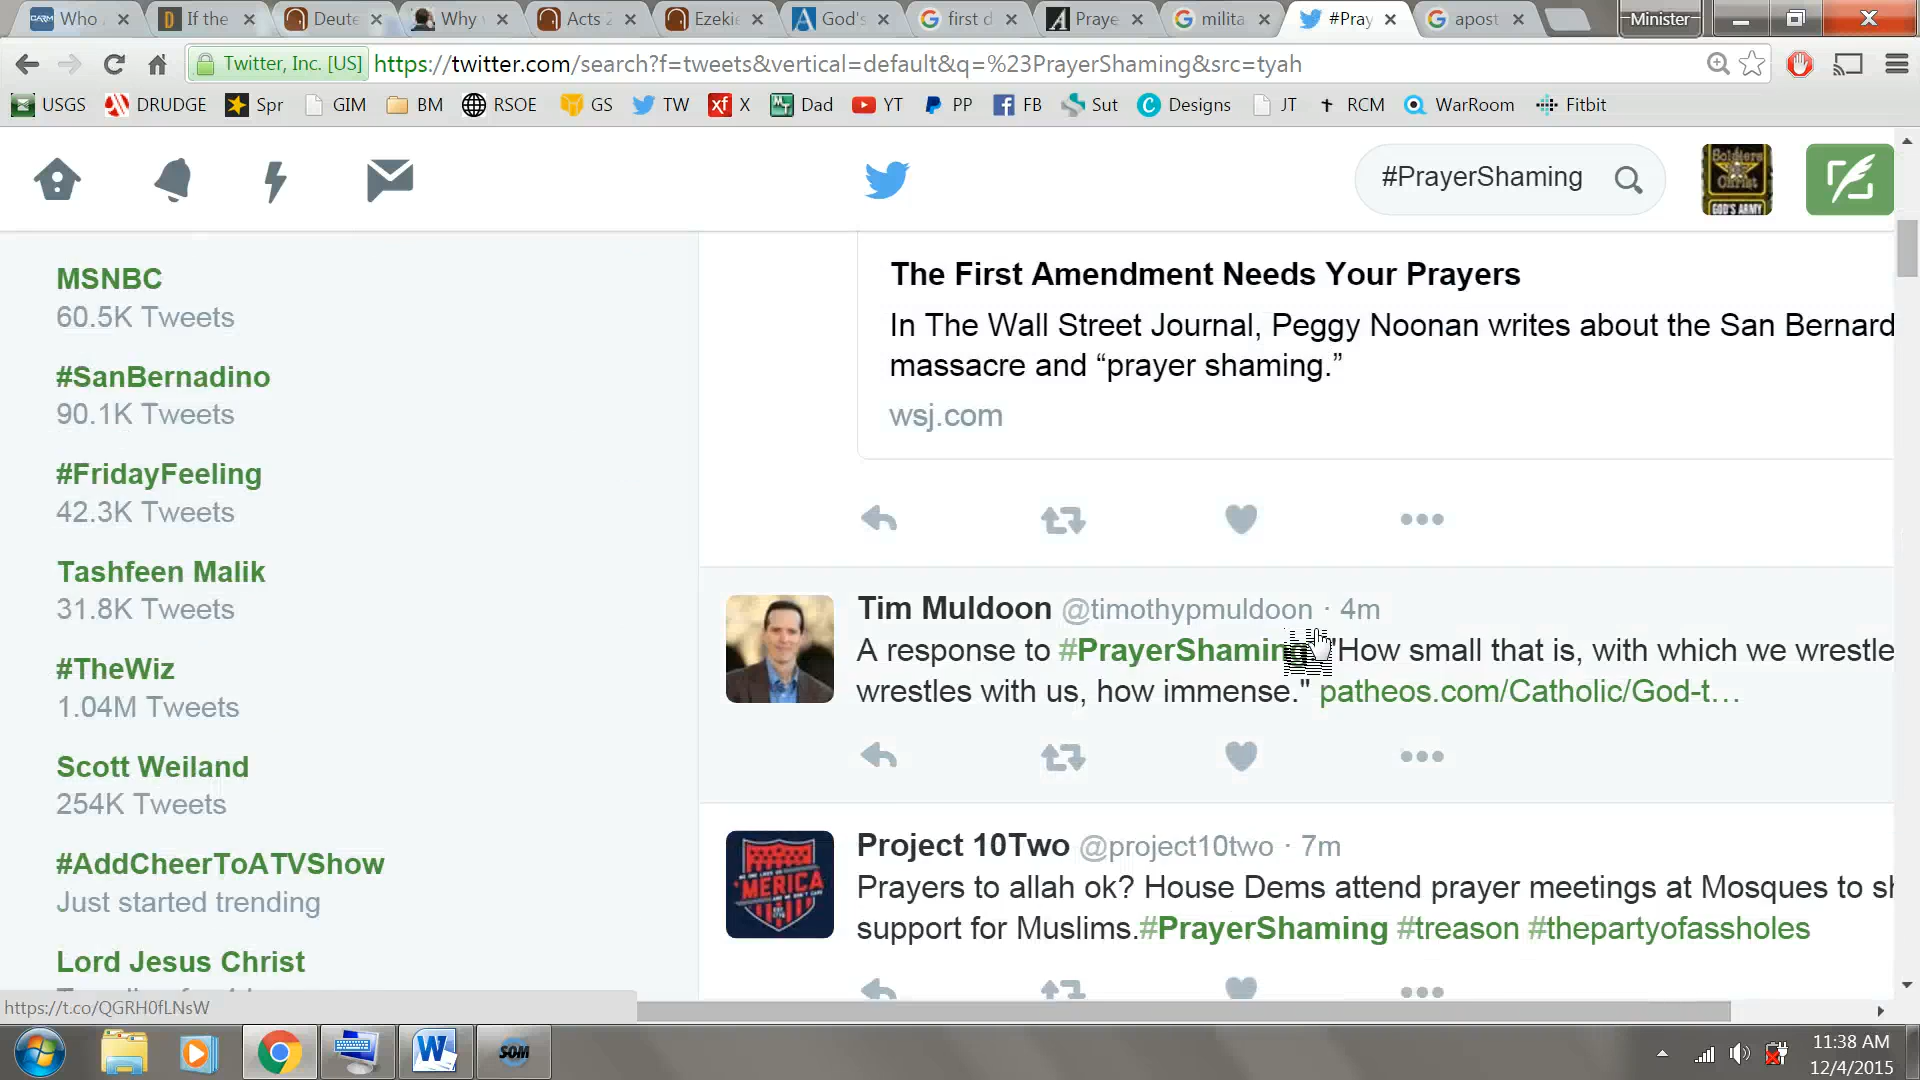 Who
If the
Deute
Why
Acts 2
Ezekie
God's
first d
Praye
milita
#Pray
apost
Minister
Twitter, Inc. [US] https://twitter.com/search?f=tweets&vertical=default&q=%23PrayerShaming&src=tyah
USGS DRUDGE Spr GIM BM RSOE GS TW X Dad YT PP FB Sut Designs JT RCM WarRoom Fitbit
#PrayerShaming
Soldiers
Christ
GOD'S ARMY
MSNBC
60.5K Tweets
#SanBernadino
90.1K Tweets
#FridayFeeling
42.3K Tweets
Tashfeen Malik
31.8K Tweets
#TheWiz
1.04M Tweets
Scott Weiland
254K Tweets
#AddCheerToATVShow
Just started trending
Lord Jesus Christ
The First Amendment Needs Your Prayers
In The Wall Street Journal, Peggy Noonan writes about the San Bernard
massacre and “prayer shaming.”
wsj.com
Tim Muldoon @timothypmuldoon · 4m
A response to #PrayerShaming "How small that is, with which we wrestle
wrestles with us, how immense." patheos.com/Catholic/God-t…
Project 10Two @project10two · 7m
Prayers to allah ok? House Dems attend prayer meetings at Mosques to sh
support for Muslims.#PrayerShaming #treason #thepartyofassholes
'MERICA
https://t.co/QGRH0fLNsW
SOM
11:38 AM
12/4/2015